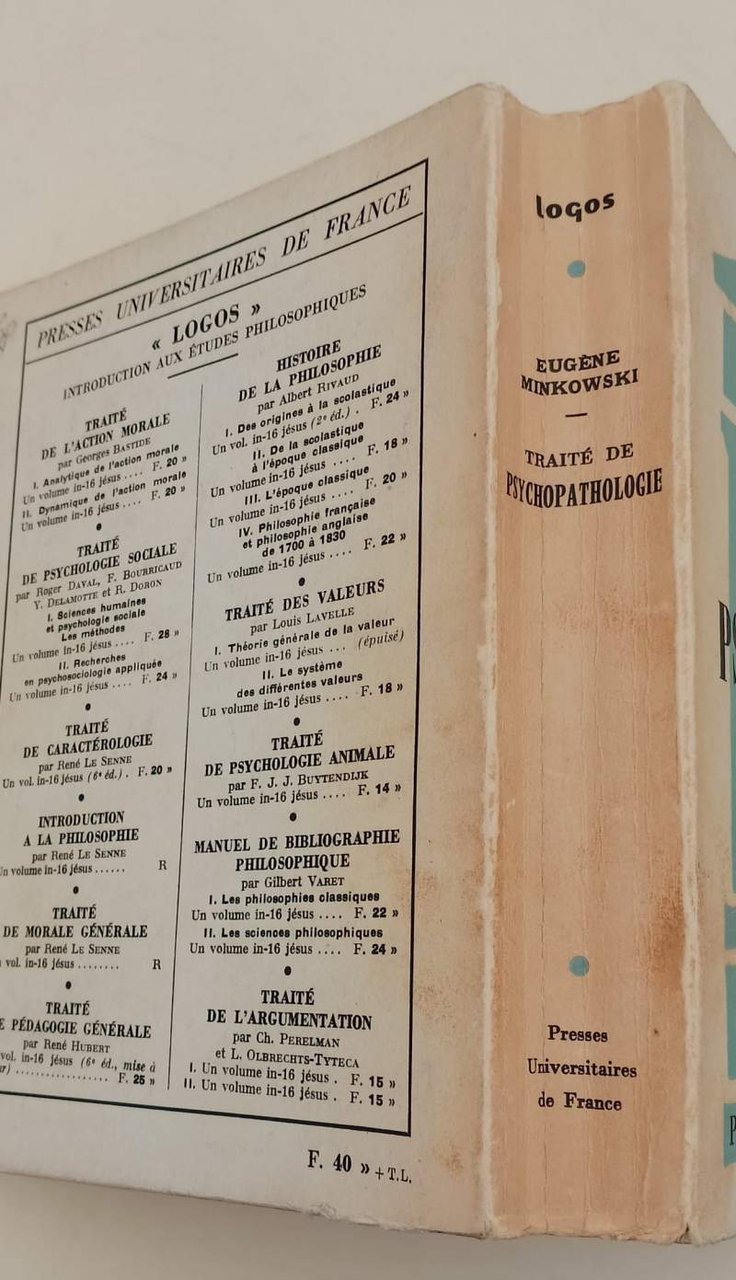 PRESSES UNIVERSITAIRES DE FRANCE
« LOGOS »
INTRODUCTION AUX ÉTUDES PHILOSOPHIQUES
TRAITÉ
DE L'ACTION MORALE
par Georges BASTIDE
I. Analytique de l'action morale
Un volume in-16 jésus .... F. 20 »
II. Dynamique de l'action morale
Un volume in-16 jésus .... F. 20 »
TRAITÉ
DE PSYCHOLOGIE SOCIALE
par Roger DAVAL, F. BOURRICAUD
Y. DELAMOTTE et R. DORON
I. Sciences humaines
et psychologie sociale
Les méthodes
Un volume in-16 jésus .... F. 28 »
II. Recherches
en psychosociologie appliquée
Un volume in-16 jésus .... F. 24 »
TRAITÉ
DE CARACTÉROLOGIE
par René LE SENNE
Un vol. in-16 jésus (6e éd.) . F. 20 »
INTRODUCTION
A LA PHILOSOPHIE
par René LE SENNE
Un volume in-16 jésus ...... R
TRAITÉ
DE MORALE GÉNÉRALE
par René LE SENNE
vol. in-16 jésus ........ R
TRAITÉ
E PÉDAGOGIE GÉNÉRALE
par René HUBERT
vol. in-16 jésus (6e éd., mise à
r) .................. F. 25 »
HISTOIRE
DE LA PHILOSOPHIE
par Albert RIVAUD
I. Des origines à la scolastique
Un vol. in-16 jésus (2e éd.) . F. 24 »
II. De la scolastique
à l'époque classique
Un volume in-16 jésus .... F. 18 »
III. L'époque classique
Un volume in-16 jésus .... F. 20 »
IV. Philosophie française
et philosophie anglaise
de 1700 à 1830
Un volume in-16 jésus .... F. 22 »
TRAITÉ DES VALEURS
par Louis LAVELLE
I. Théorie générale de la valeur
Un volume in-16 jésus ... (épuisé)
II. Le système
des différentes valeurs
Un volume in-16 jésus .... F. 18 »
TRAITÉ
DE PSYCHOLOGIE ANIMALE
par F. J. J. BUYTENDIJK
Un volume in-16 jésus .... F. 14 »
MANUEL DE BIBLIOGRAPHIE
PHILOSOPHIQUE
par Gilbert VARET
I. Les philosophies classiques
Un volume in-16 jésus .... F. 22 »
II. Les sciences philosophiques
Un volume in-16 jésus .... F. 24 »
TRAITÉ
DE L'ARGUMENTATION
par Ch. PERELMAN
et L. OLBRECHTS-TYTECA
I. Un volume in-16 jésus . F. 15 »
II. Un volume in-16 jésus . F. 15 »
F. 40 » + T.L.
logos
EUGÈNE
MINKOWSKI
TRAITÉ DE
PSYCHOPATHOLOGIE
Presses
Universitaires
de France